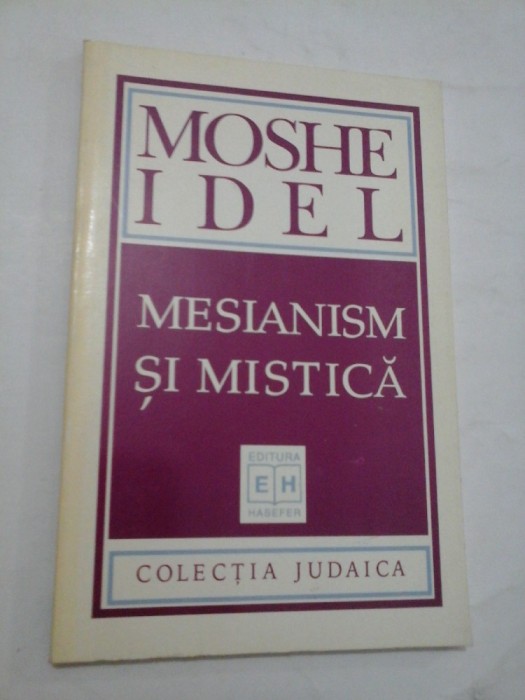 MOSHE
IDEL
MESIANISM
ȘI MISTICĂ
EDITURA
E H
HASEFER
COLECȚIA JUDAICA